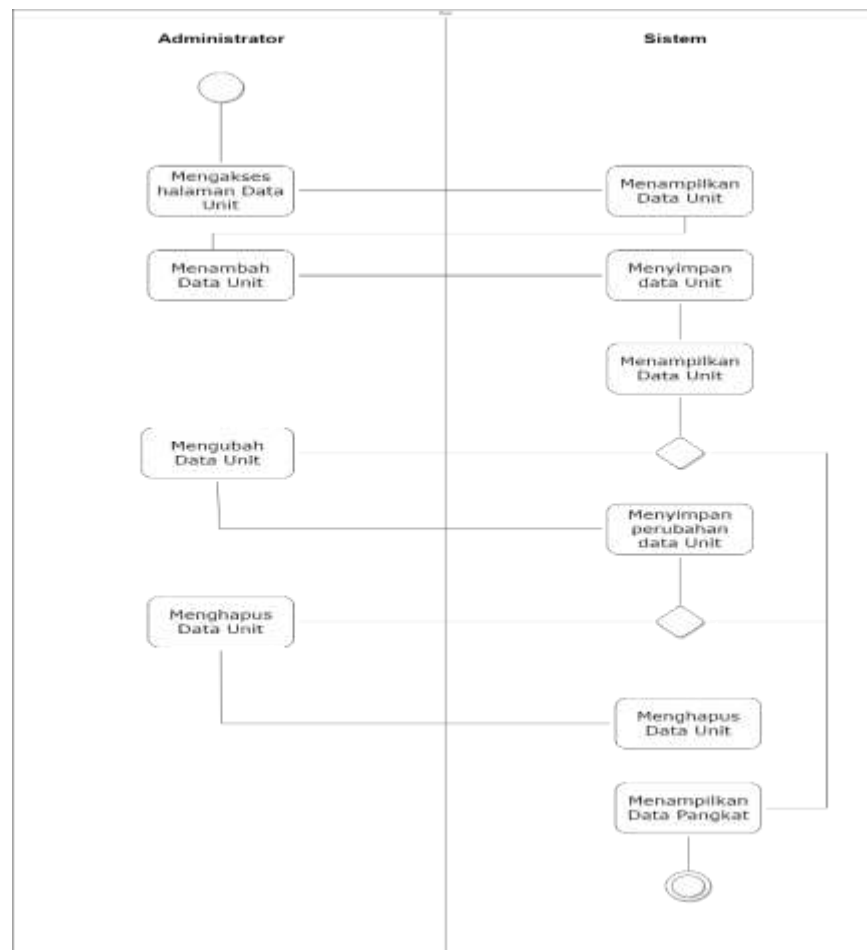 Administrator
Sistem
Mengakses
halaman Data
Unit
Menampilkan
Data Unit
Menambah
Data Unit
Menyimpan
data Unit
Menampilkan
Data Unit
Mengubah
Data Unit
Menyimpan
perubahan
data Unit
Menghapus
Data Unit
Menghapus
Data Unit
Menampilkan
Data Pangkat